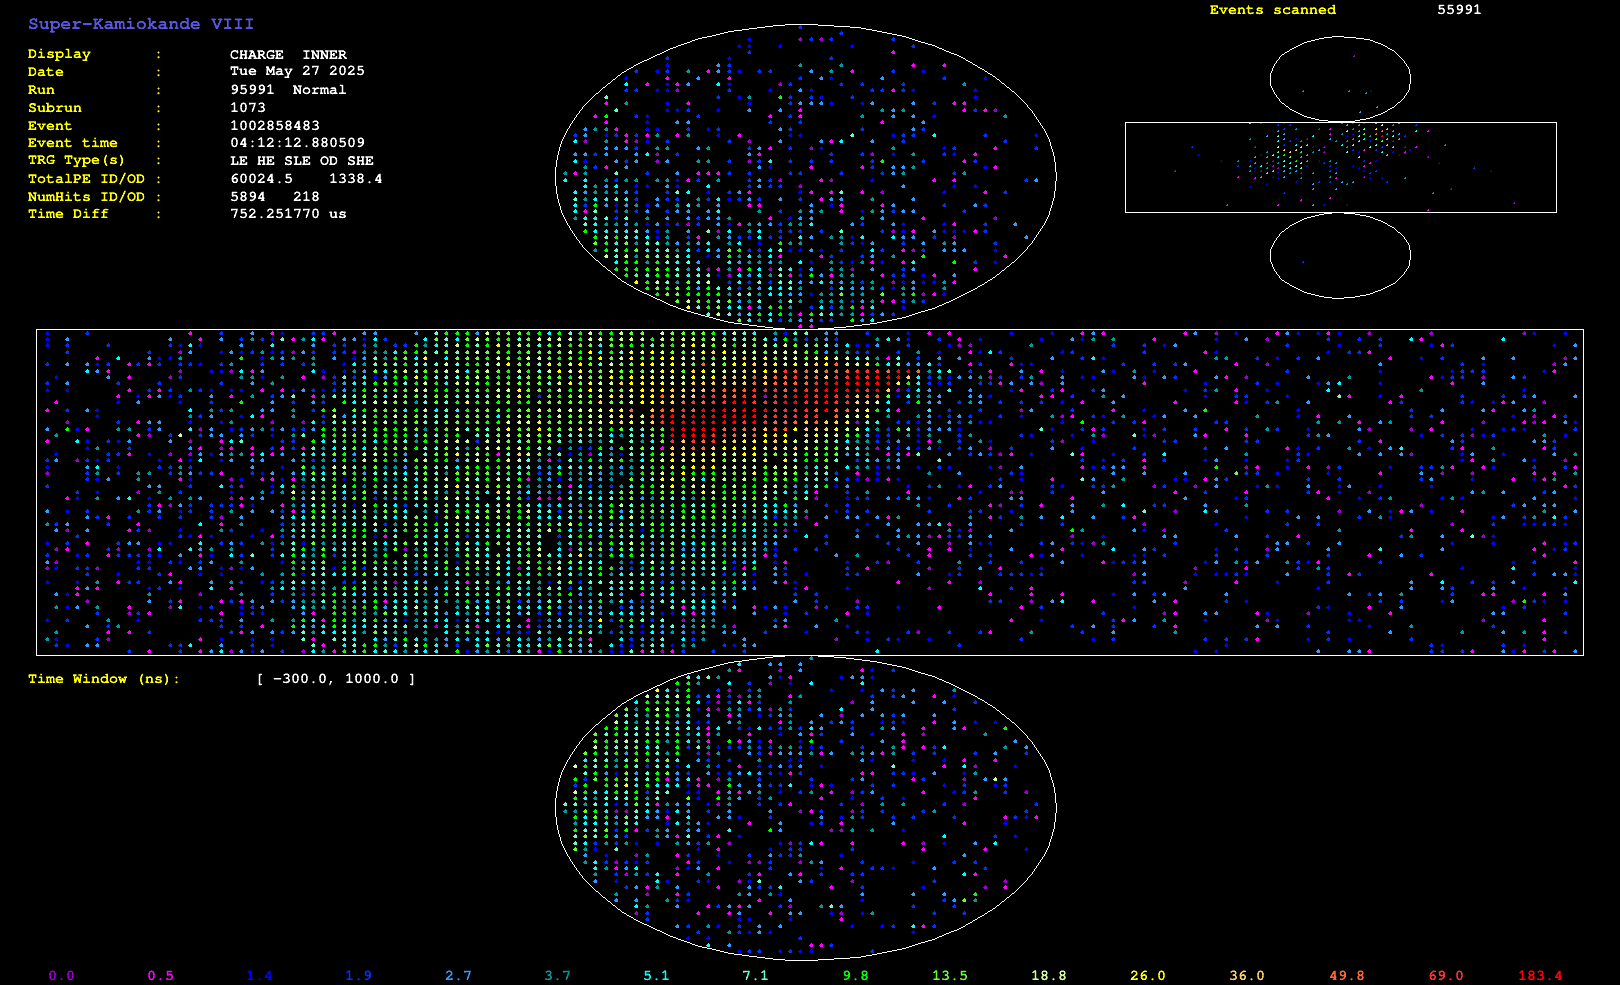 Super-Kamiokande VIII
Events scanned 55991
Display : CHARGE INNER
Date : Tue May 27 2025
Run : 95991 Normal
Subrun : 1073
Event : 1002858483
Event time : 04:12:12.880509
TRG Type(s) : LE HE SLE OD SHE
TotalPE ID/OD : 60024.5 1338.4
NumHits ID/OD : 5894 218
Time Diff : 752.251770 us
Time Window (ns): [ -300.0, 1000.0 ]
0.0 0.5 1.4 1.9 2.7 3.7 5.1 7.1 9.8 13.5 18.8 26.0 36.0 49.8 69.0 183.4